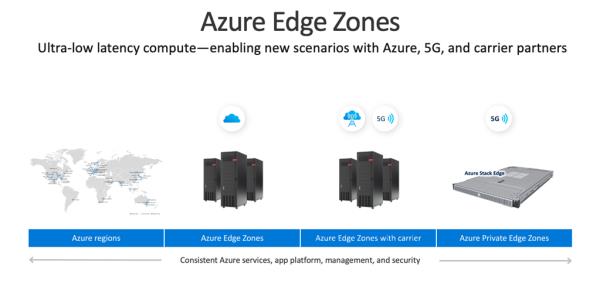 Azure Edge Zones
Ultra-low latency compute—enabling new scenarios with Azure, 5G, and carrier partners
5G
5G
Azure Stack Edge
Azure regions
Azure Edge Zones
Azure Edge Zones with carrier
Azure Private Edge Zones
Consistent Azure services, app platform, management, and security